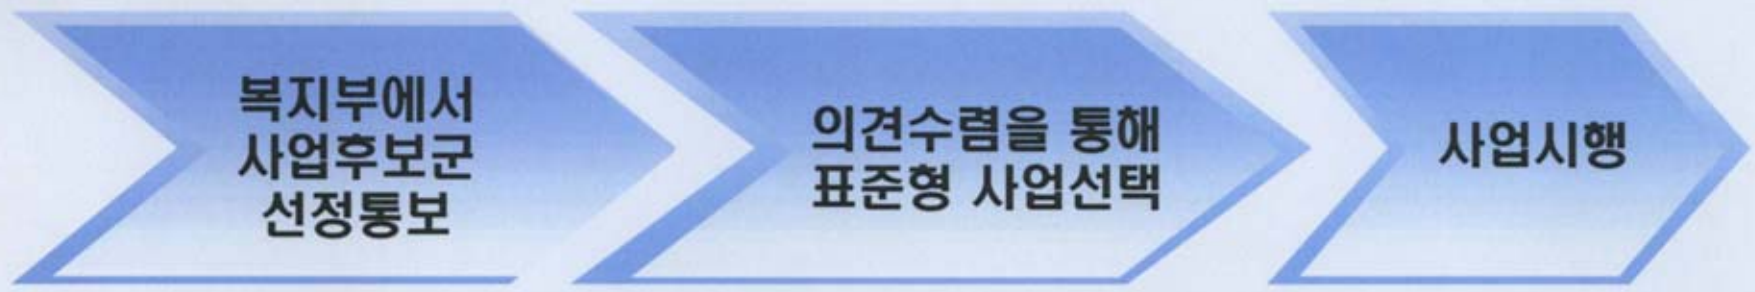 복지부에서
사업후보군
선정통보
의견수렴을 통해
표준형 사업선택
사업시행